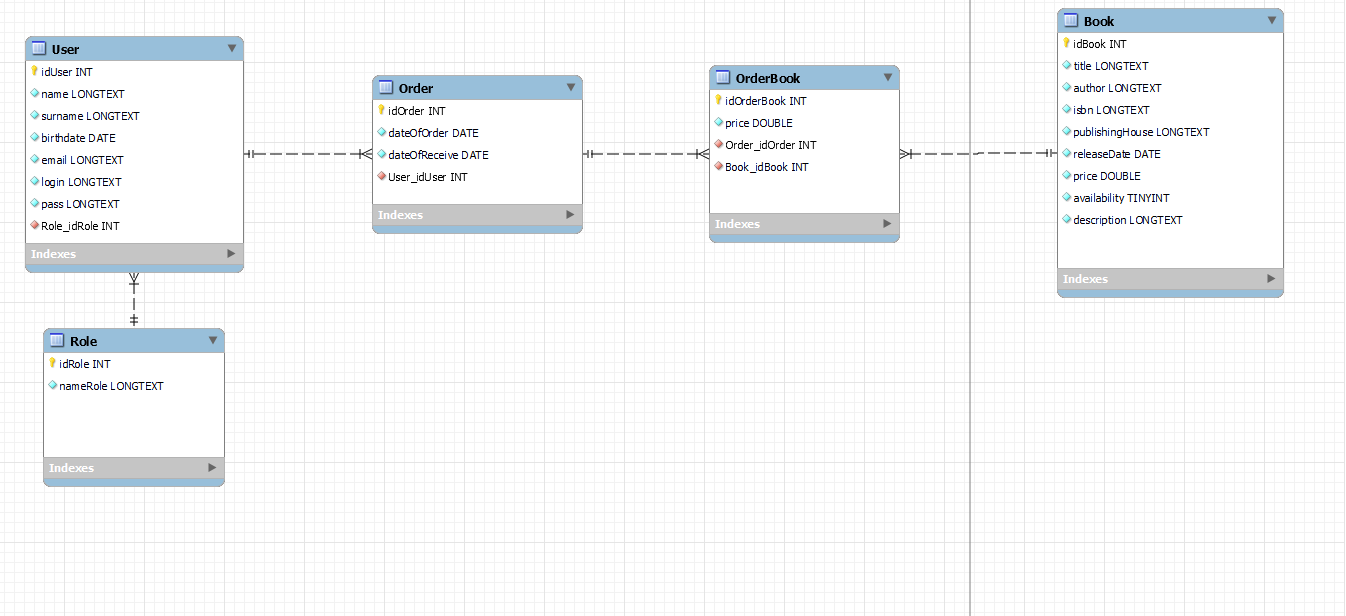 User
idUser INT
name LONGTEXT
surname LONGTEXT
birthdate DATE
email LONGTEXT
login LONGTEXT
pass LONGTEXT
Role_idRole INT
Indexes
Role
idRole INT
nameRole LONGTEXT
Indexes
Order
idOrder INT
dateOfOrder DATE
dateOfReceive DATE
User_idUser INT
Indexes
OrderBook
idOrderBook INT
price DOUBLE
Order_idOrder INT
Book_idBook INT
Indexes
Book
idBook INT
title LONGTEXT
author LONGTEXT
isbn LONGTEXT
publishingHouse LONGTEXT
releaseDate DATE
price DOUBLE
availability TINYINT
description LONGTEXT
Indexes